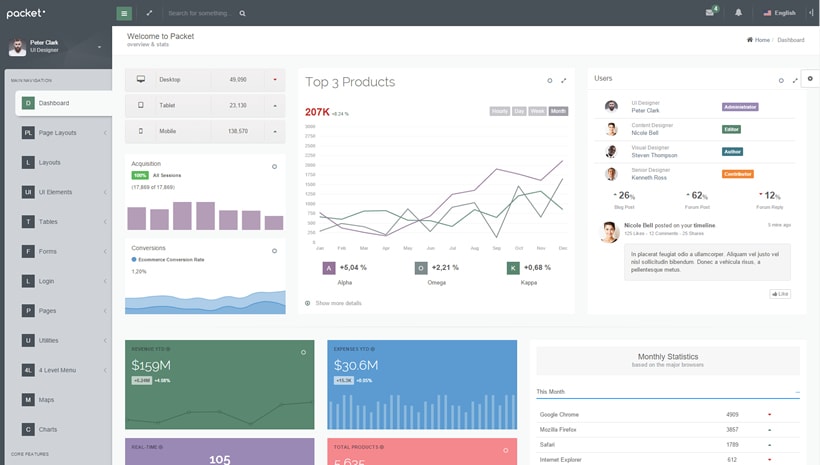 packet
Search for something...
4
English
Peter Clark
UI Designer
MAIN NAVIGATION
D Dashboard
PL Page Layouts
L Layouts
UI UI Elements
T Tables
F Forms
L Login
P Pages
U Utilities
4L 4 Level Menu
M Maps
C Charts
CORE FEATURES
Welcome to Packet
overview & stats
Home / Dashboard
Desktop 49,090
Tablet 23,130
Mobile 138,570
Acquisition
100% All Sessions
(17,869 of 17,869)
Conversions
Ecommerce Conversion Rate
1,20%
Top 3 Products
207K +8,24 %
Day Week Month
3000
2750
2500
2250
2000
1750
1500
1250
1000
750
500
250
0
Jan Feb Mar Apr May Jun Jul Aug Sep Oct Nov Dec
A +5,04 %
Alpha
O +2,21 %
Omega
K +0,68 %
Kappa
Show more details
Users
UI Designer
Peter Clark
Administrator
Content Designer
Nicole Bell
Editor
Visual Designer
Steven Thompson
Author
Senior Designer
Kenneth Ross
Contributor
26%
Blog Post
62%
Forum Post
12%
Forum Reply
Nicole Bell posted on your timeline
5 mins ago
125 Likes - 12 Comments - 25 Shares
In placerat feugiat odio a ullamcorper. Aliquam vel justo vel
nisl sollicitudin bibendum. Donec a vehicula risus, a
pellentesque metus.
Like
REVENUE YTD
$159M
+4.98%
EXPENSES YTD
$30.6M
+15,3K
REAL-TIME
105
TOTAL PRODUCTS
5,635
Monthly Statistics
based on the major browsers
This Month
Google Chrome 4909
Mozilla Firefox 3857
Safari 1789
Internet Explorer 612